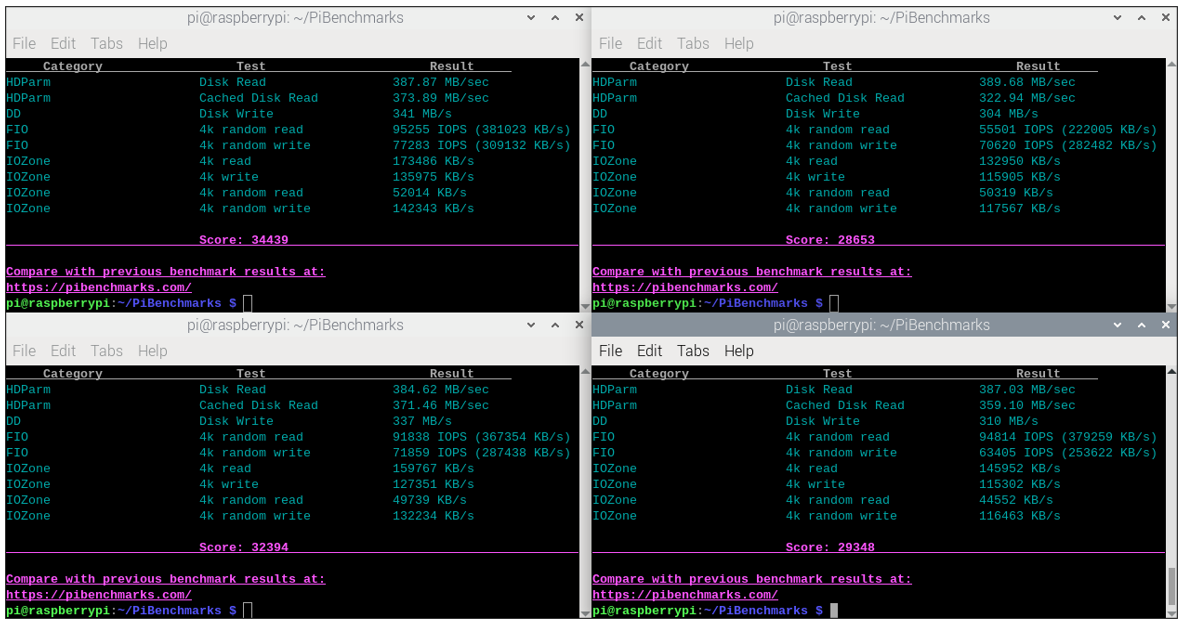 pi@raspberrypi: ~/PiBenchmarks
File Edit Tabs Help
Category Test Result
HDParm Disk Read 387.87 MB/sec
HDParm Cached Disk Read 373.89 MB/sec
DD Disk Write 341 MB/s
FIO 4k random read 95255 IOPS (381023 KB/s)
FIO 4k random write 77283 IOPS (309132 KB/s)
IOZone 4k read 173486 KB/s
IOZone 4k write 135975 KB/s
IOZone 4k random read 52014 KB/s
IOZone 4k random write 142343 KB/s
Score: 34439
Compare with previous benchmark results at:
https://pibenchmarks.com/
pi@raspberrypi:~/PiBenchmarks $
pi@raspberrypi: ~/PiBenchmarks
File Edit Tabs Help
Category Test Result
HDParm Disk Read 389.68 MB/sec
HDParm Cached Disk Read 322.94 MB/sec
DD Disk Write 304 MB/s
FIO 4k random read 55501 IOPS (222005 KB/s)
FIO 4k random write 70620 IOPS (282482 KB/s)
IOZone 4k read 132950 KB/s
IOZone 4k write 115905 KB/s
IOZone 4k random read 50319 KB/s
IOZone 4k random write 117567 KB/s
Score: 28653
Compare with previous benchmark results at:
https://pibenchmarks.com/
pi@raspberrypi:~/PiBenchmarks $
pi@raspberrypi: ~/PiBenchmarks
File Edit Tabs Help
Category Test Result
HDParm Disk Read 384.62 MB/sec
HDParm Cached Disk Read 371.46 MB/sec
DD Disk Write 337 MB/s
FIO 4k random read 91838 IOPS (367354 KB/s)
FIO 4k random write 71859 IOPS (287438 KB/s)
IOZone 4k read 159767 KB/s
IOZone 4k write 127351 KB/s
IOZone 4k random read 49739 KB/s
IOZone 4k random write 132234 KB/s
Score: 32394
Compare with previous benchmark results at:
https://pibenchmarks.com/
pi@raspberrypi:~/PiBenchmarks $
pi@raspberrypi: ~/PiBenchmarks
File Edit Tabs Help
Category Test Result
HDParm Disk Read 387.03 MB/sec
HDParm Cached Disk Read 359.10 MB/sec
DD Disk Write 310 MB/s
FIO 4k random read 94814 IOPS (379259 KB/s)
FIO 4k random write 63405 IOPS (253622 KB/s)
IOZone 4k read 145952 KB/s
IOZone 4k write 115302 KB/s
IOZone 4k random read 44552 KB/s
IOZone 4k random write 116463 KB/s
Score: 29348
Compare with previous benchmark results at:
https://pibenchmarks.com/
pi@raspberrypi:~/PiBenchmarks $